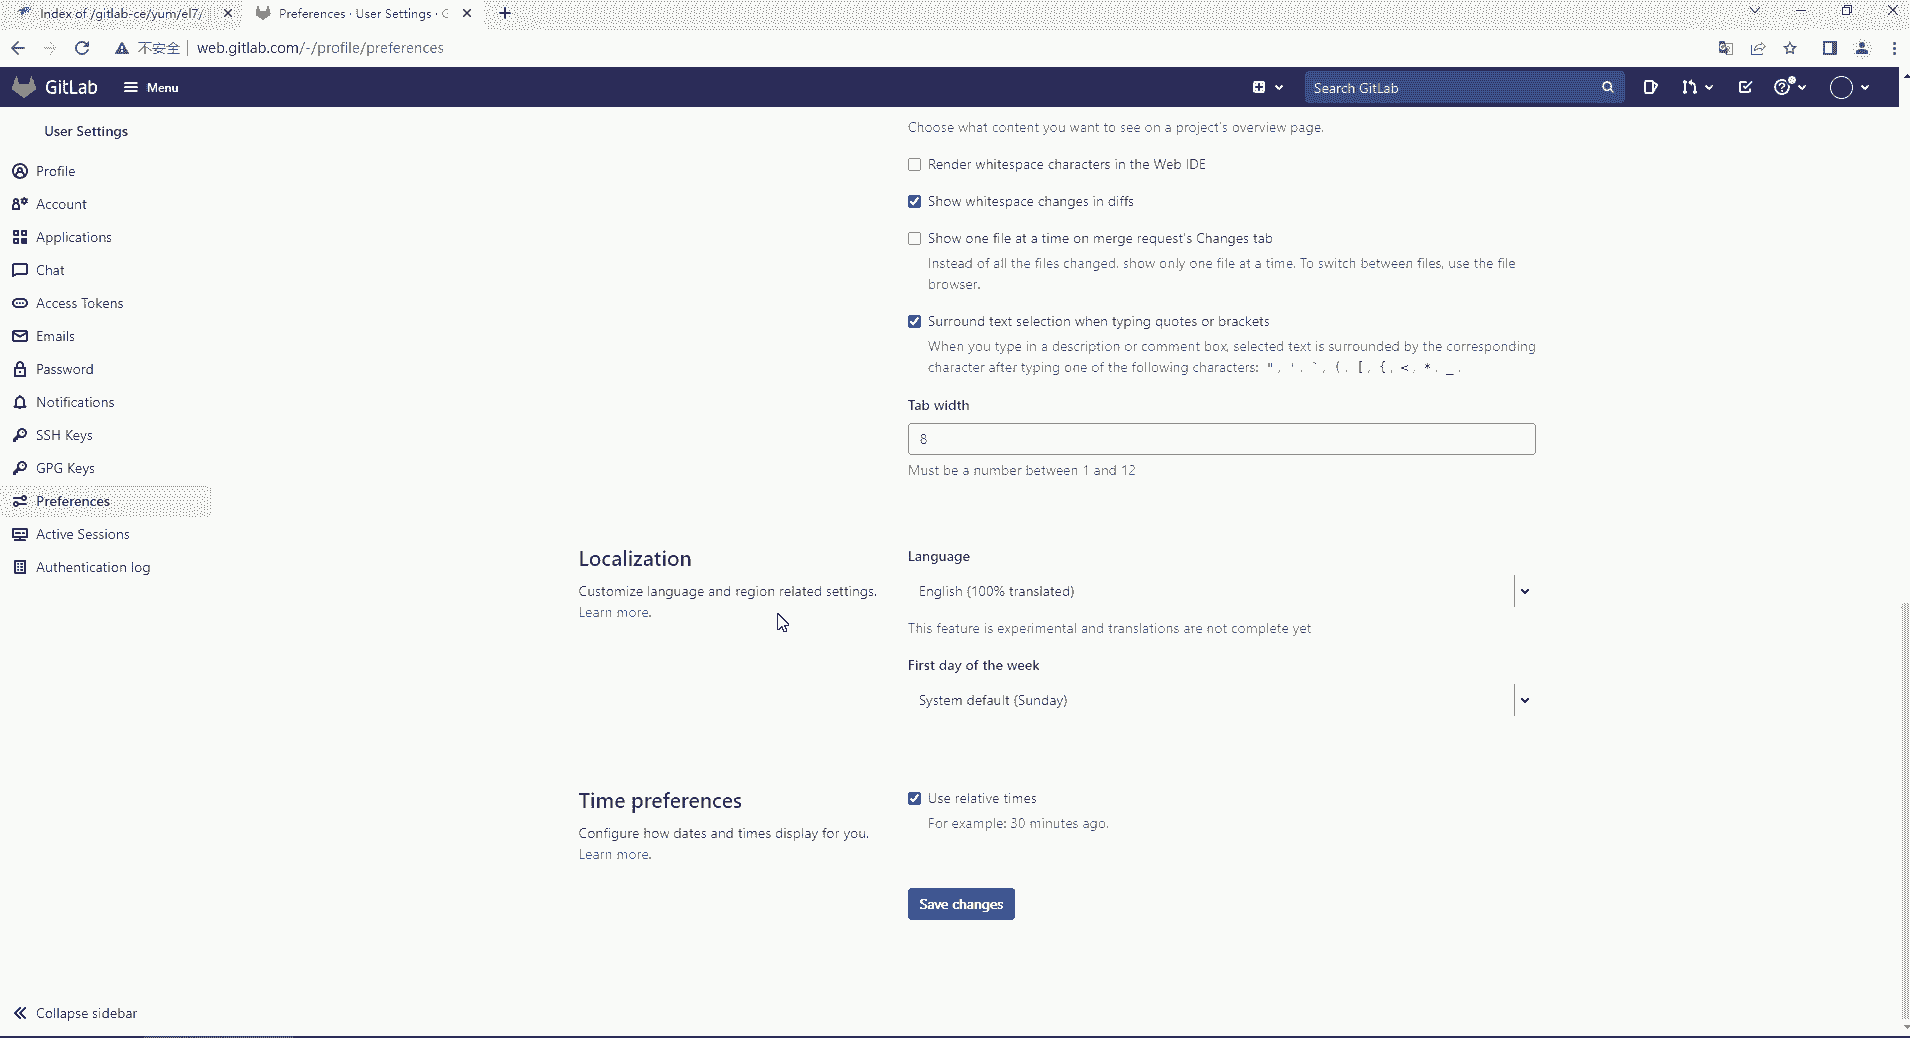 Index of /gitlab-ce/yum/el7/
Preferences · User Settings · G
不安全
web.gitlab.com/-/profile/preferences
GitLab
Menu
Search GitLab
User Settings
Profile
Account
Applications
Chat
Access Tokens
Emails
Password
Notifications
SSH Keys
GPG Keys
Preferences
Active Sessions
Authentication log
Collapse sidebar
Choose what content you want to see on a project's overview page.
Render whitespace characters in the Web IDE
Show whitespace changes in diffs
Show one file at a time on merge request's Changes tab
Instead of all the files changed, show only one file at a time. To switch between files, use the file
browser.
Surround text selection when typing quotes or brackets
When you type in a description or comment box, selected text is surrounded by the corresponding
character after typing one of the following characters: ", ', `, (, [, {, <, *, _.
Tab width
8
Must be a number between 1 and 12
Localization
Customize language and region related settings.
Learn more.
Language
English (100% translated)
This feature is experimental and translations are not complete yet
First day of the week
System default (Sunday)
Time preferences
Configure how dates and times display for you.
Learn more.
Use relative times
For example: 30 minutes ago.
Save changes